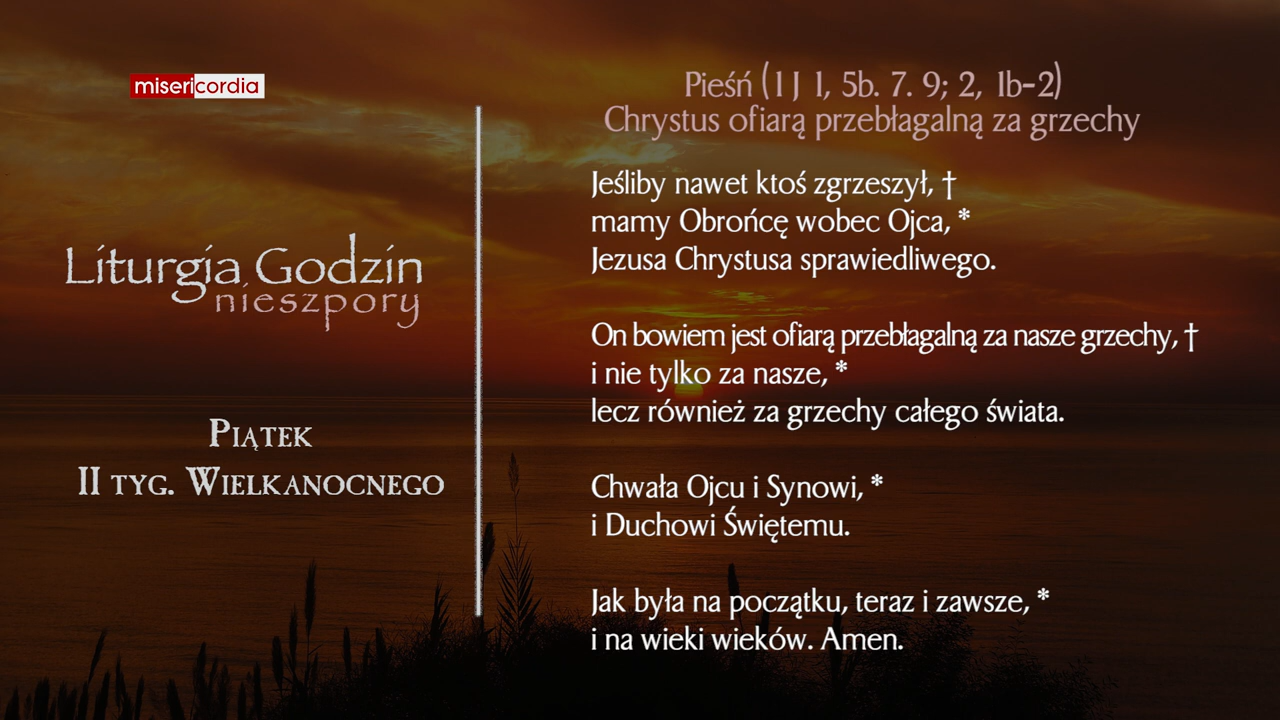 misericordia
Liturgia Godzin
nieszpory
Piątek
II tyg. Wielkanocnego
Pieśń (1 J 1, 5b. 7. 9; 2, 1b-2)
Chrystus ofiarą przebłagalną za grzechy
Jeśliby nawet ktoś zgrzeszył, †
mamy Obrońcę wobec Ojca, *
Jezusa Chrystusa sprawiedliwego.
On bowiem jest ofiarą przebłagalną za nasze grzechy, †
i nie tylko za nasze, *
lecz również za grzechy całego świata.
Chwała Ojcu i Synowi, *
i Duchowi Świętemu.
Jak była na początku, teraz i zawsze, *
i na wieki wieków. Amen.